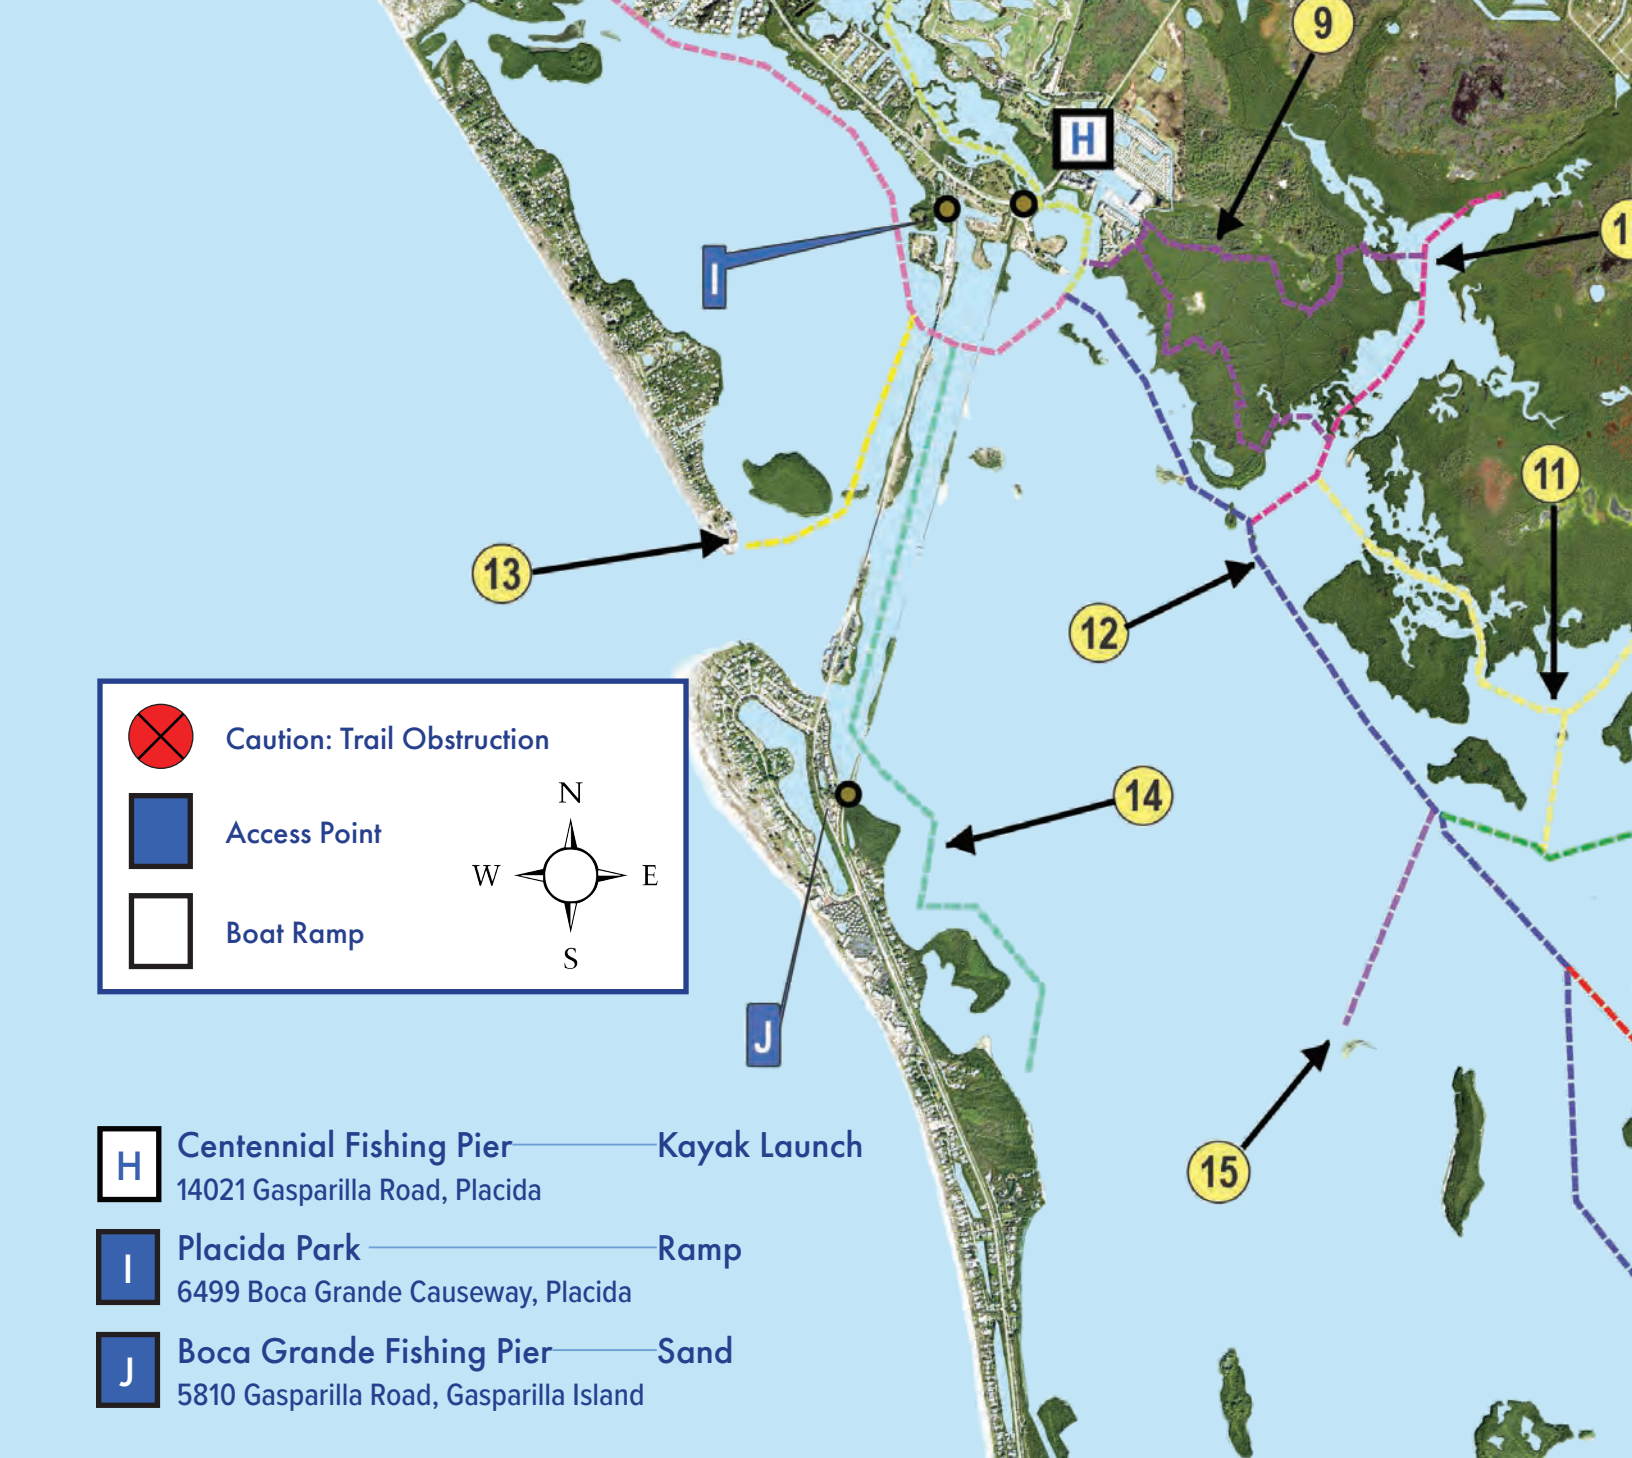 9
H
1
I
11
13
12
Caution: Trail Obstruction
N
14
Access Point
W E
Boat Ramp
S
J
H Centennial Fishing Pier Kayak Launch
14021 Gasparilla Road, Placida
15
I Placida Park Ramp
6499 Boca Grande Causeway, Placida
J Boca Grande Fishing Pier Sand
5810 Gasparilla Road, Gasparilla Island